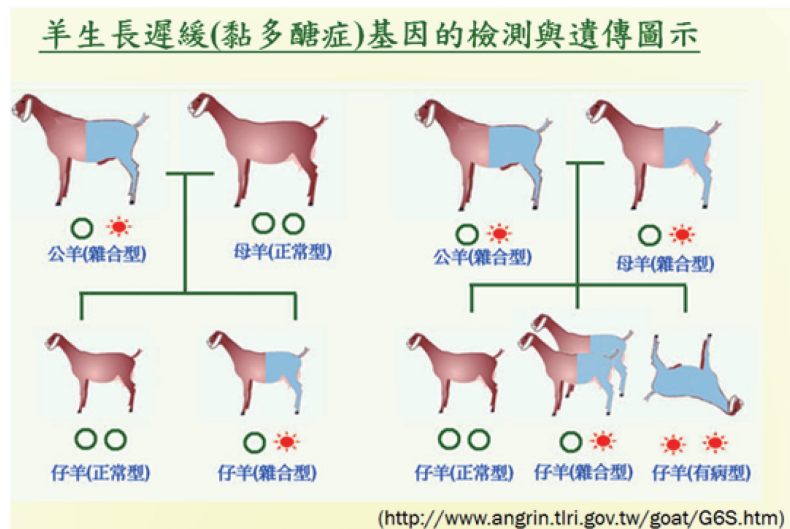 羊生長遲緩(黏多醣症)基因的檢測與遺傳圖示
公羊(雜合型)
母羊(正常型)
公羊(雜合型)
母羊(雜合型)
仔羊(正常型)
仔羊(雜合型)
仔羊(正常型)
仔羊(雜合型)
仔羊(有病型)
(http://www.angrin.tlri.gov.tw/goat/G6S.htm)